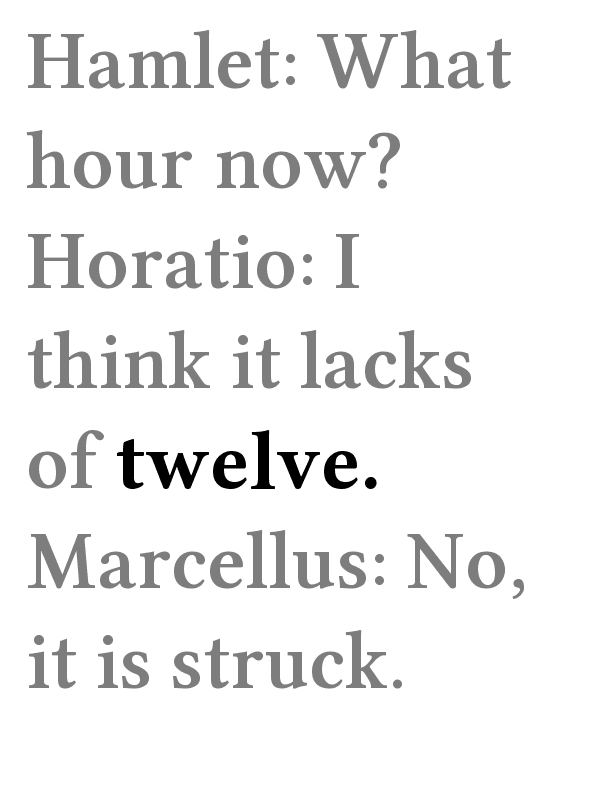 Hamlet: What
hour now?
Horatio: I
think it lacks
of twelve.
Marcellus: No,
it is struck.